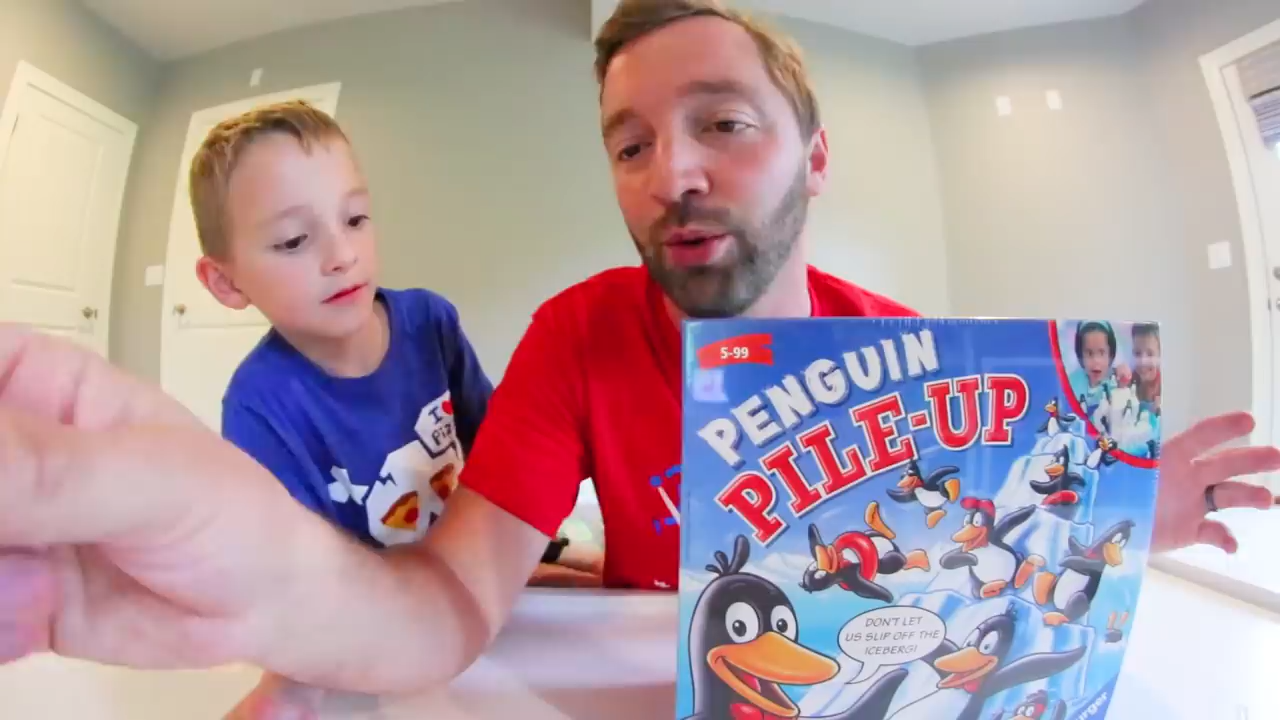 5-99
PENGUIN
PILE-UP
DON'T LET
US SLIP OFF THE
ICEBERG!
I